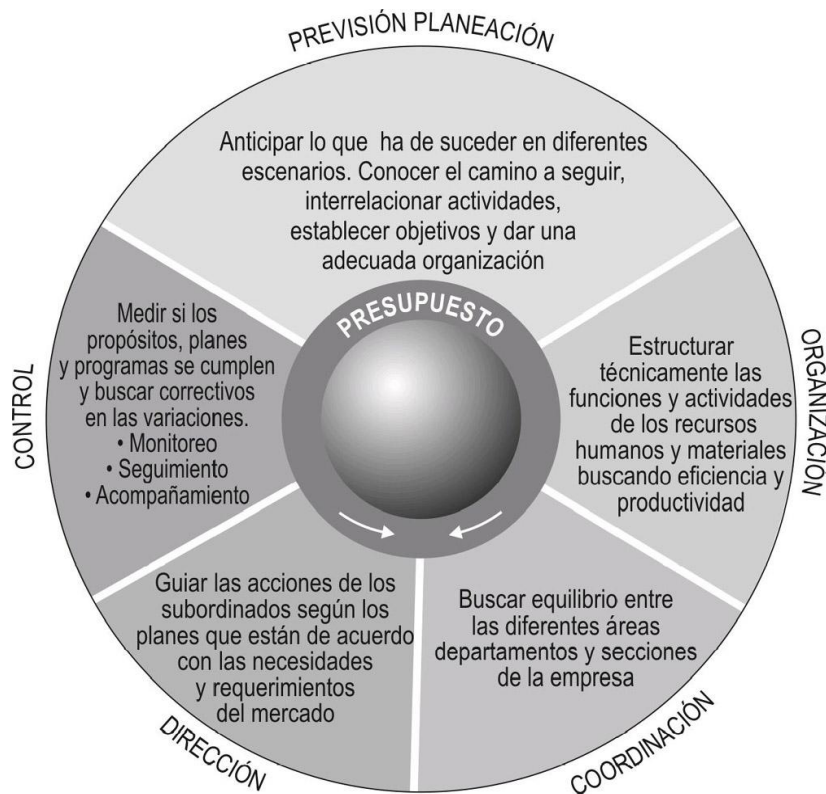 PREVISIÓN PLANEACIÓN
Anticipar lo que ha de suceder en diferentes
escenarios. Conocer el camino a seguir,
interrelacionar actividades,
establecer objetivos y dar una
adecuada organización
PRESUPUESTO
CONTROL
Medir si los
propósitos, planes
y programas se cumplen
y buscar correctivos
en las variaciones.
• Monitoreo
• Seguimiento
• Acompañamiento
ORGANIZACION
Estructurar
técnicamente las
funciones y actividades
de los recursos
humanos y materiales
buscando eficiencia y
productividad
Guiar las acciones de los
subordinados según los
planes que están de acuerdo
con las necesidades
y requerimientos
del mercado
DIRECCIÓN
Buscar equilibrio entre
las diferentes áreas
departamentos y secciones
de la empresa
COORDINACIÓN